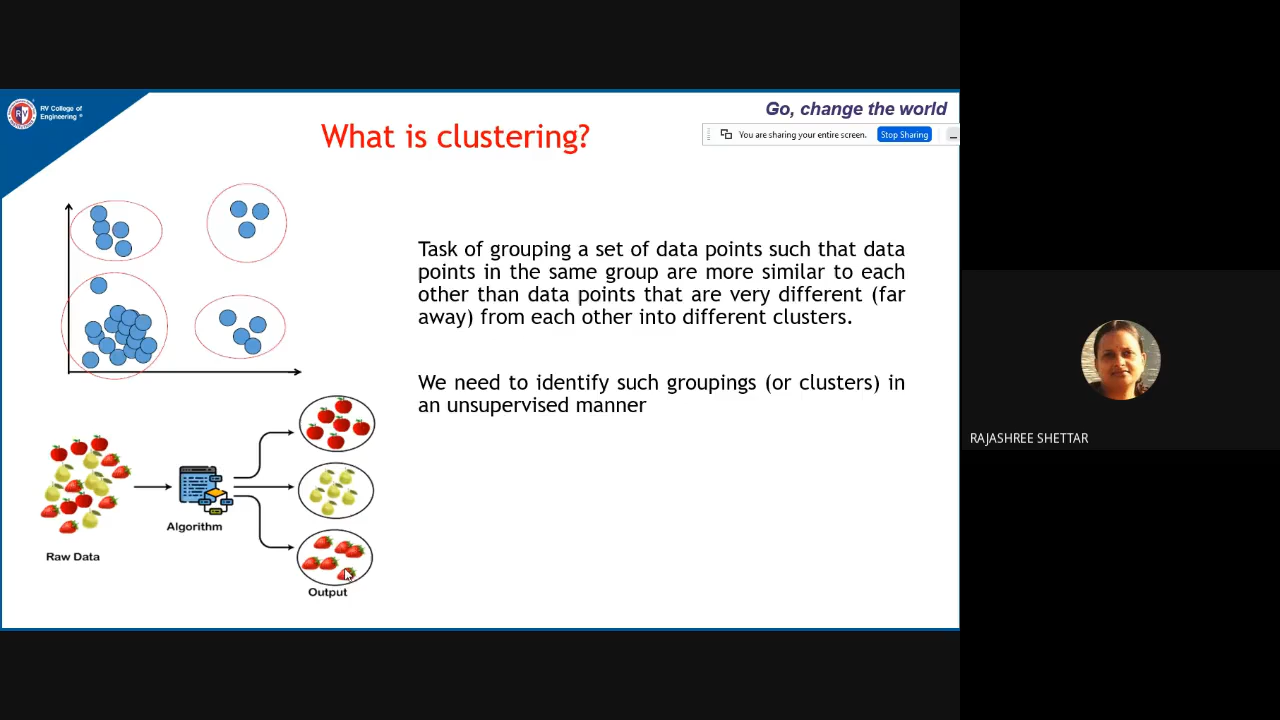 RV College of
Engineering
Go, change the world
What is clustering?
You are sharing your entire screen.
Stop Sharing
Task of grouping a set of data points such that data
points in the same group are more similar to each
other than data points that are very different (far
away) from each other into different clusters.
We need to identify such groupings (or clusters) in
an unsupervised manner
Raw Data
Algorithm
Output
RAJASHREE SHETTAR